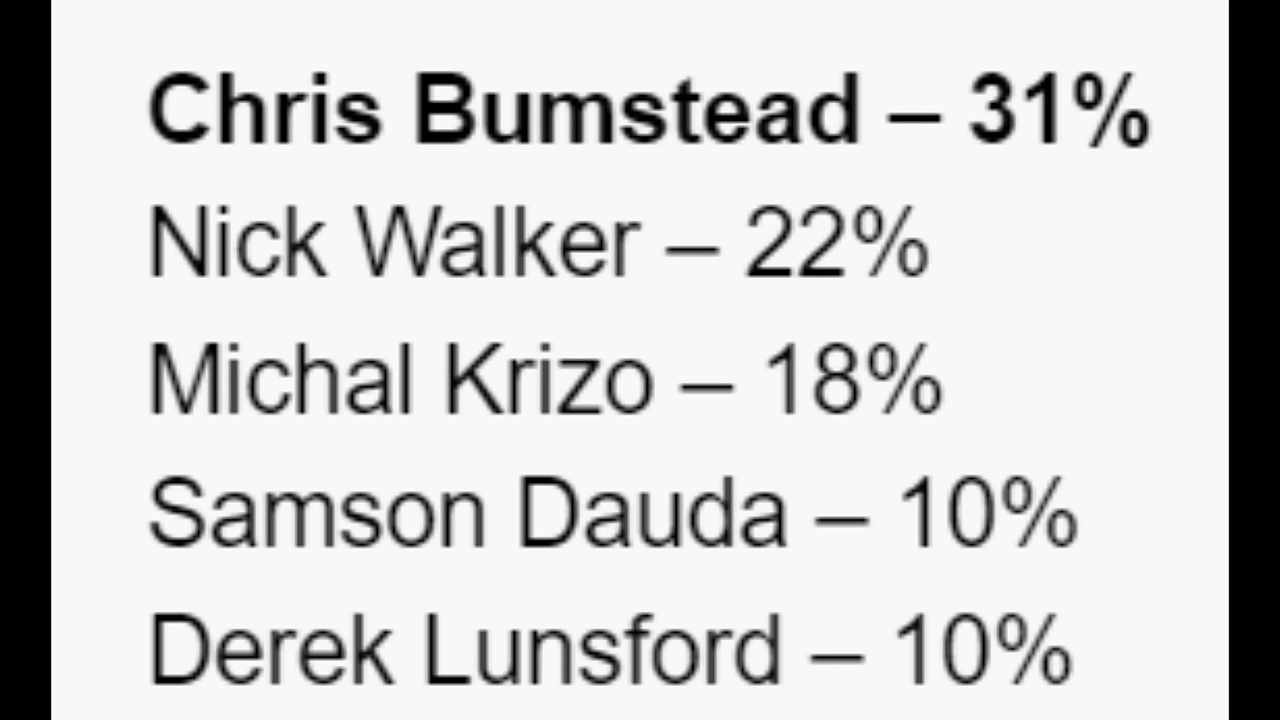 Chris Bumstead – 31%
Nick Walker – 22%
Michal Krizo – 18%
Samson Dauda – 10%
Derek Lunsford – 10%